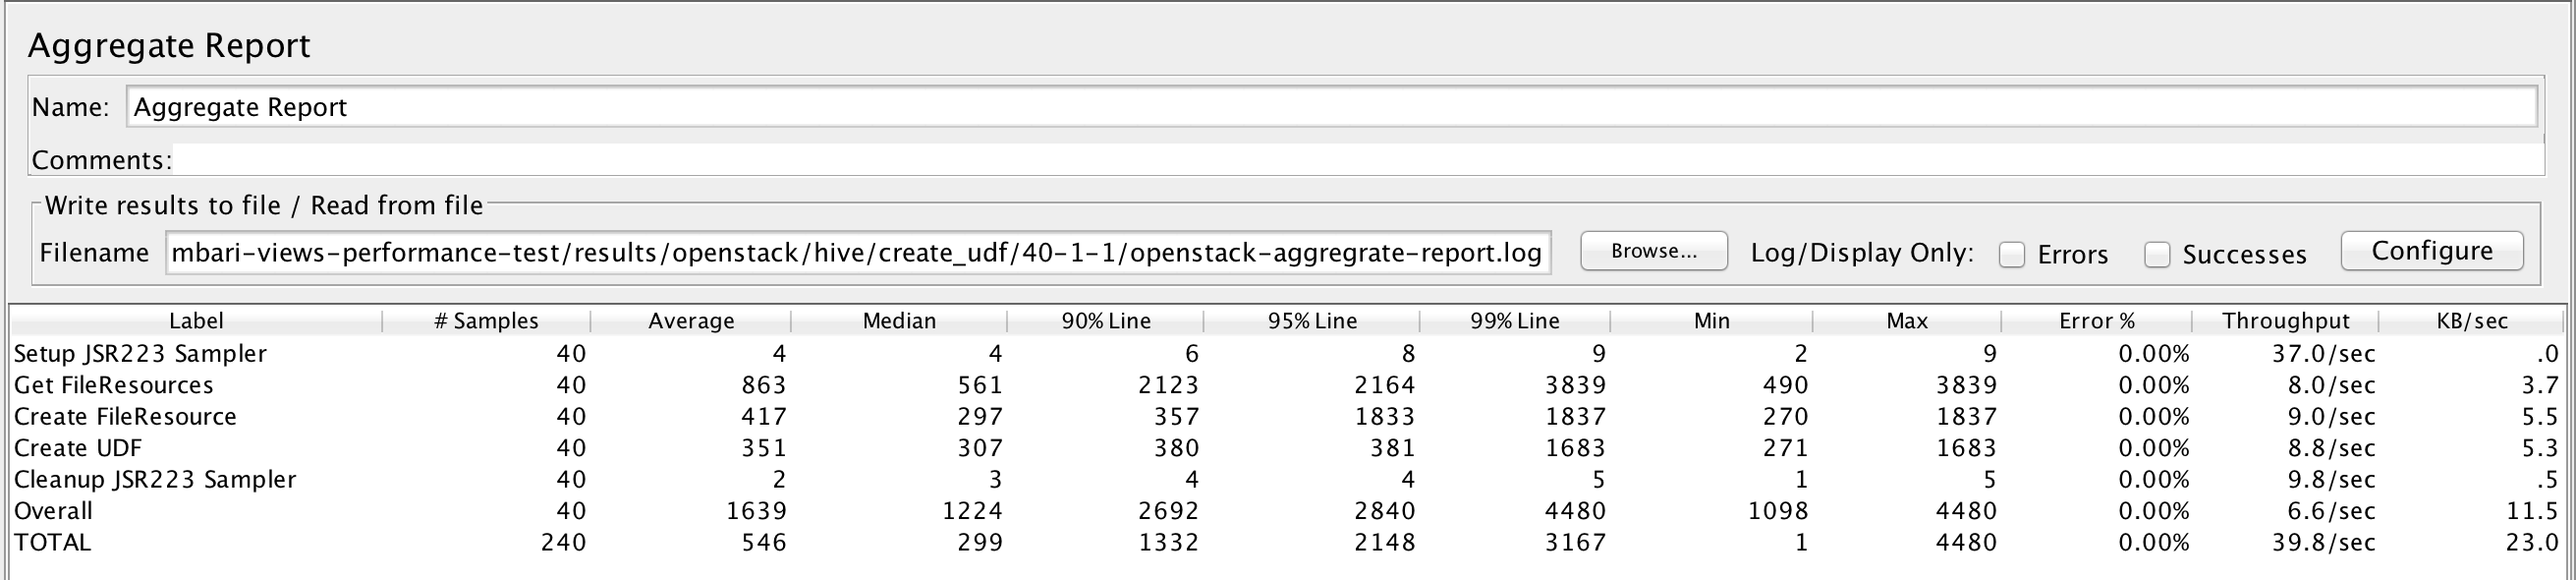 Aggregate Report
Name: Aggregate Report
Comments:
Write results to file / Read from file
Filename mbari-views-performance-test/results/openstack/hive/create_udf/40-1-1/openstack-aggregrate-report.log Browse... Log/Display Only: Errors Successes Configure
Label # Samples Average Median 90% Line 95% Line 99% Line Min Max Error % Throughput KB/sec
Setup JSR223 Sampler 40 4 4 6 8 9 2 9 0.00% 37.0/sec .0
Get FileResources 40 863 561 2123 2164 3839 490 3839 0.00% 8.0/sec 3.7
Create FileResource 40 417 297 357 1833 1837 270 1837 0.00% 9.0/sec 5.5
Create UDF 40 351 307 380 381 1683 271 1683 0.00% 8.8/sec 5.3
Cleanup JSR223 Sampler 40 2 3 4 4 5 1 5 0.00% 9.8/sec .5
Overall 40 1639 1224 2692 2840 4480 1098 4480 0.00% 6.6/sec 11.5
TOTAL 240 546 299 1332 2148 3167 1 4480 0.00% 39.8/sec 23.0